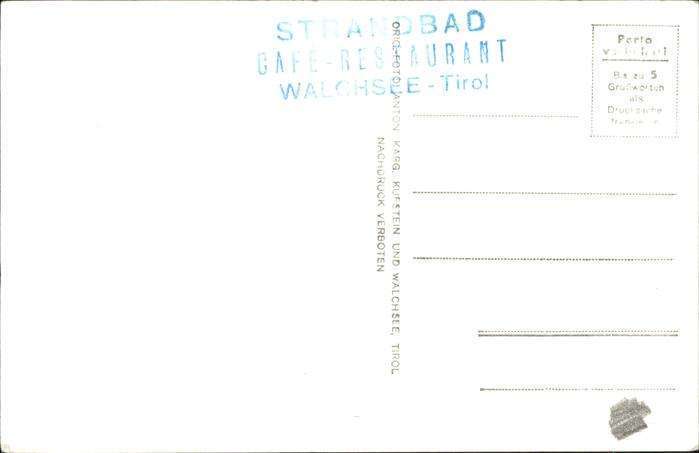 STRANDBAD
CAFE-RESTAURANT
WALCHSEE-Tirol
ORIG.-FOTO: ANTON KARG, KUFSTEIN UND WALCHSEE, TIROL
NACHDRUCK VERBOTEN
Porto
Bis zu 5
Grußworten
als
Drucksache